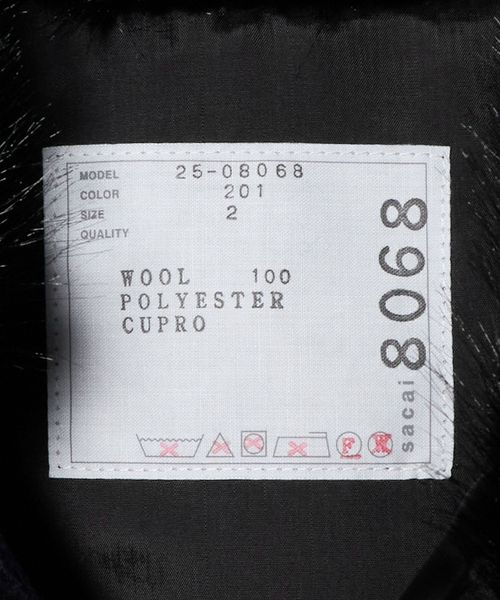 MODEL 25-08068
COLOR 201
SIZE 2
QUALITY
WOOL 100
POLYESTER
CUPRO
8068
sacai
F